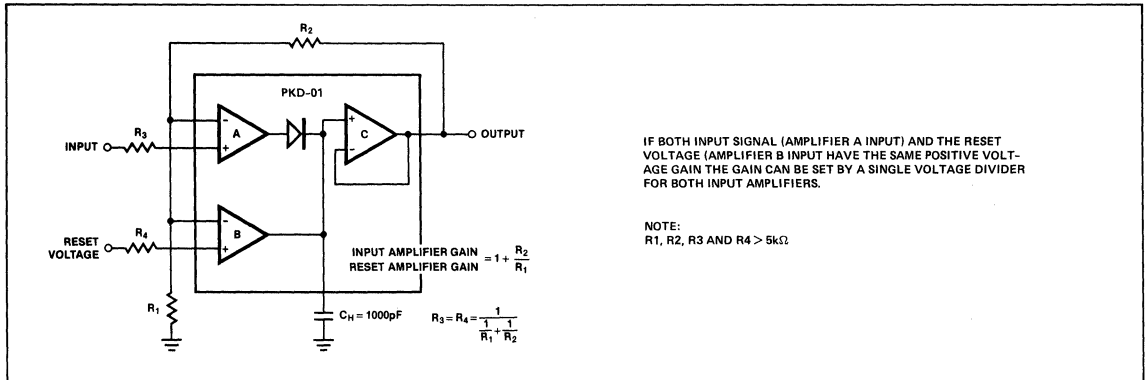 R2
PKD-01
R3
-
A
+
INPUT
+
C
-
OUTPUT
R4
-
B
+
RESET
VOLTAGE
INPUT AMPLIFIER GAIN
RESET AMPLIFIER GAIN = 1 + R2/R1
R1
CH = 1000pF
R3 = R4 = 1/(1/R1 + 1/R2)
IF BOTH INPUT SIGNAL (AMPLIFIER A INPUT) AND THE RESET
VOLTAGE (AMPLIFIER B INPUT HAVE THE SAME POSITIVE VOLT-
AGE GAIN THE GAIN CAN BE SET BY A SINGLE VOLTAGE DIVIDER
FOR BOTH INPUT AMPLIFIERS.
NOTE:
R1, R2, R3 AND R4 > 5kΩ